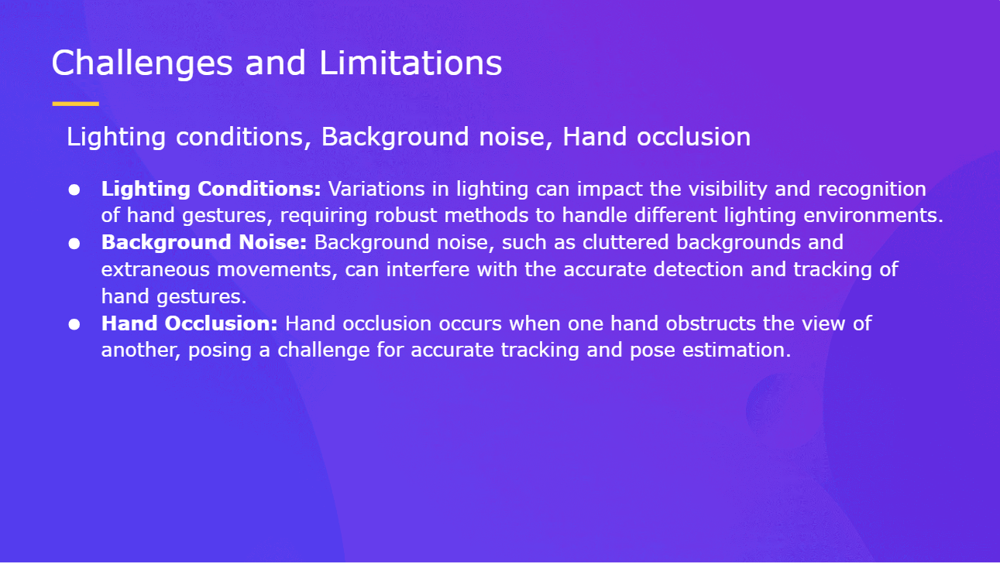 Challenges and Limitations
Lighting conditions, Background noise, Hand occlusion
● Lighting Conditions: Variations in lighting can impact the visibility and recognition
of hand gestures, requiring robust methods to handle different lighting environments.
● Background Noise: Background noise, such as cluttered backgrounds and
extraneous movements, can interfere with the accurate detection and tracking of
hand gestures.
● Hand Occlusion: Hand occlusion occurs when one hand obstructs the view of
another, posing a challenge for accurate tracking and pose estimation.